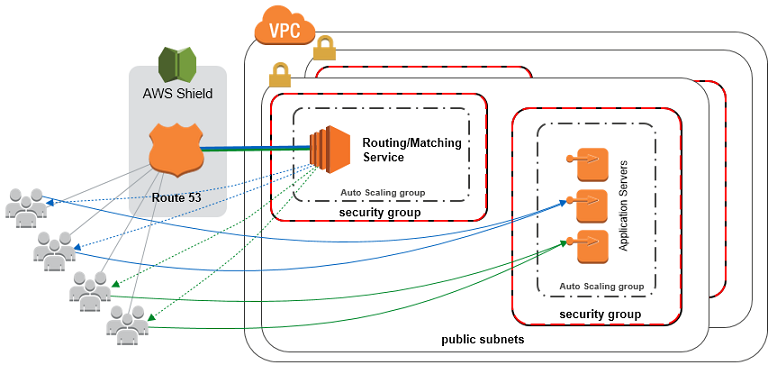 VPC
AWS Shield
Route 53
Routing/Matching
Service
Auto Scaling group
security group
Application Servers
Auto Scaling group
security group
public subnets